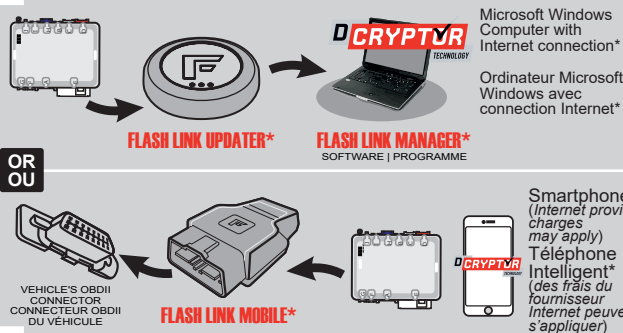 DCRYPTOR
TECHNOLOGY
Microsoft Windows
Computer with
Internet connection*
Ordinateur Microsoft
Windows avec
connection Internet*
FLASH LINK UPDATER*
FLASH LINK MANAGER*
SOFTWARE | PROGRAMME
OR
OU
VEHICLE'S OBDII
CONNECTOR
CONNECTEUR OBDII
DU VÉHICULE
FLASH LINK MOBILE*
DCRYPTOR
TECHNOLOGY
Smartphone
(Internet provi
charges
may apply)
Téléphone
Intelligent*
(des frais du
fournisseur
Internet peuve
s'appliquer)